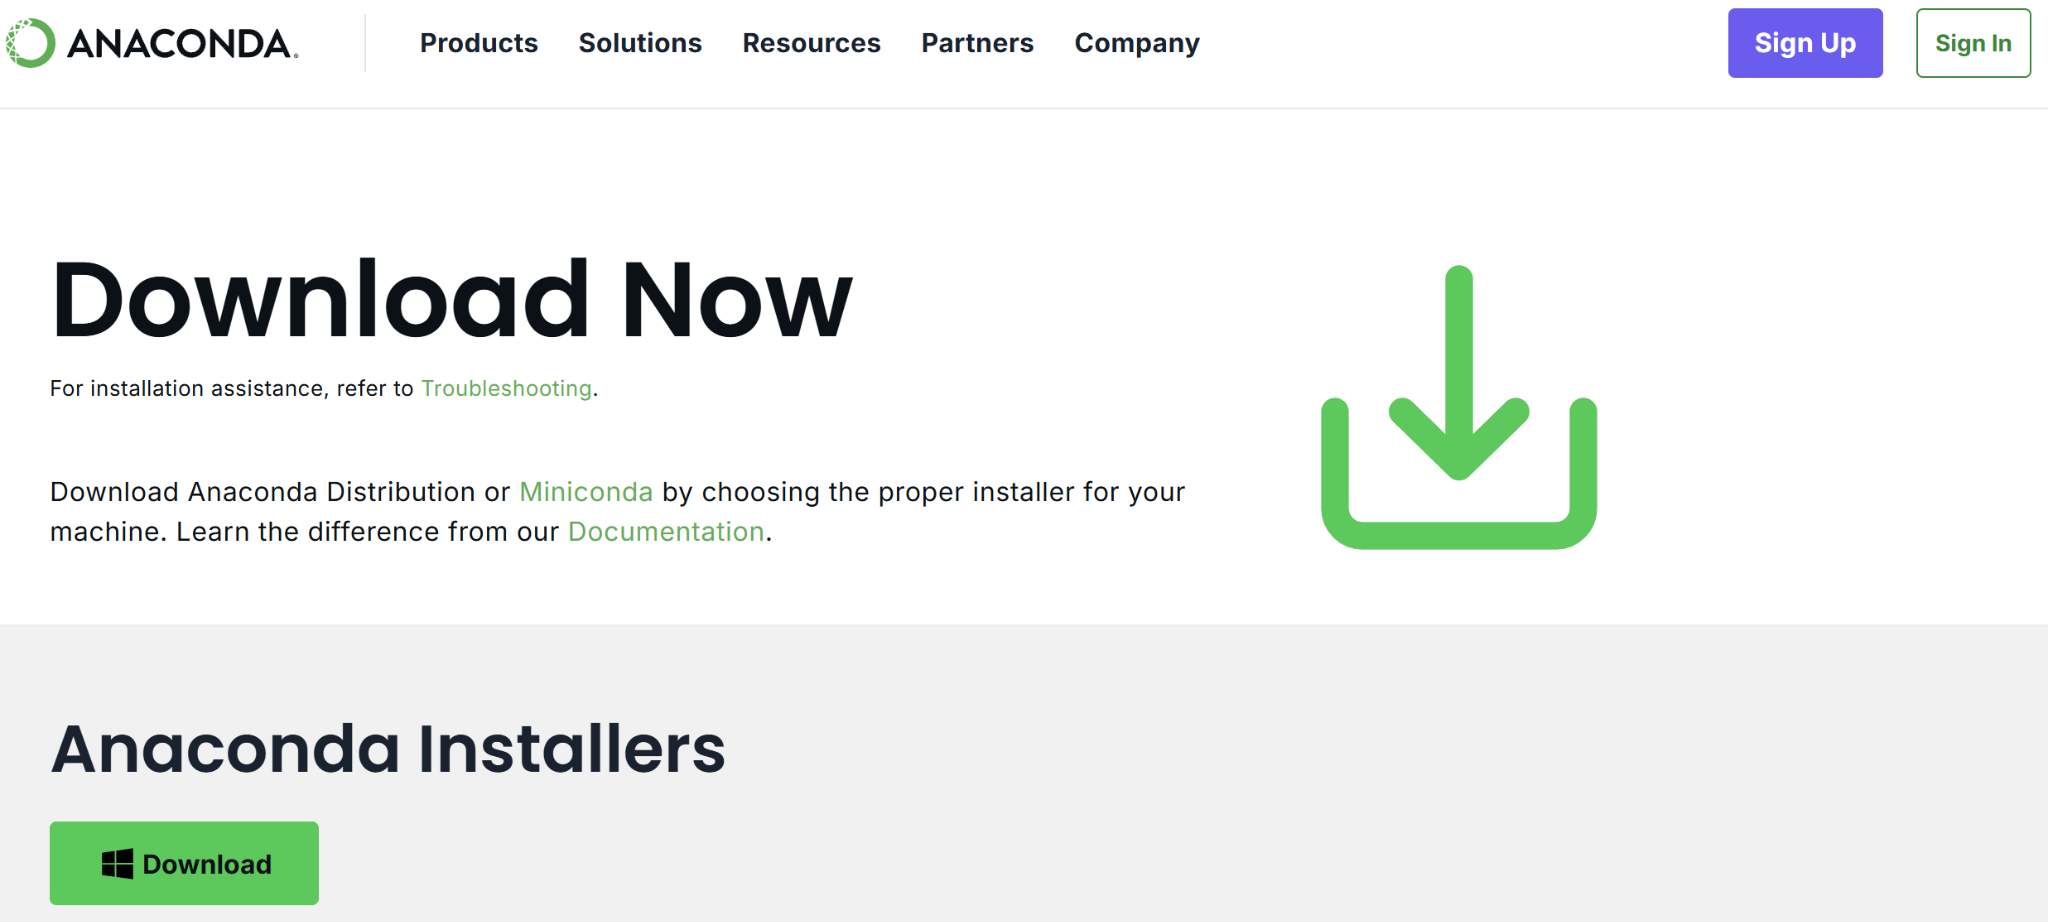 ANACONDA.
Products
Solutions
Resources
Partners
Company
Sign Up
Sign In
Download Now
For installation assistance, refer to Troubleshooting.
Download Anaconda Distribution or Miniconda by choosing the proper installer for your
machine. Learn the difference from our Documentation.
Anaconda Installers
Download